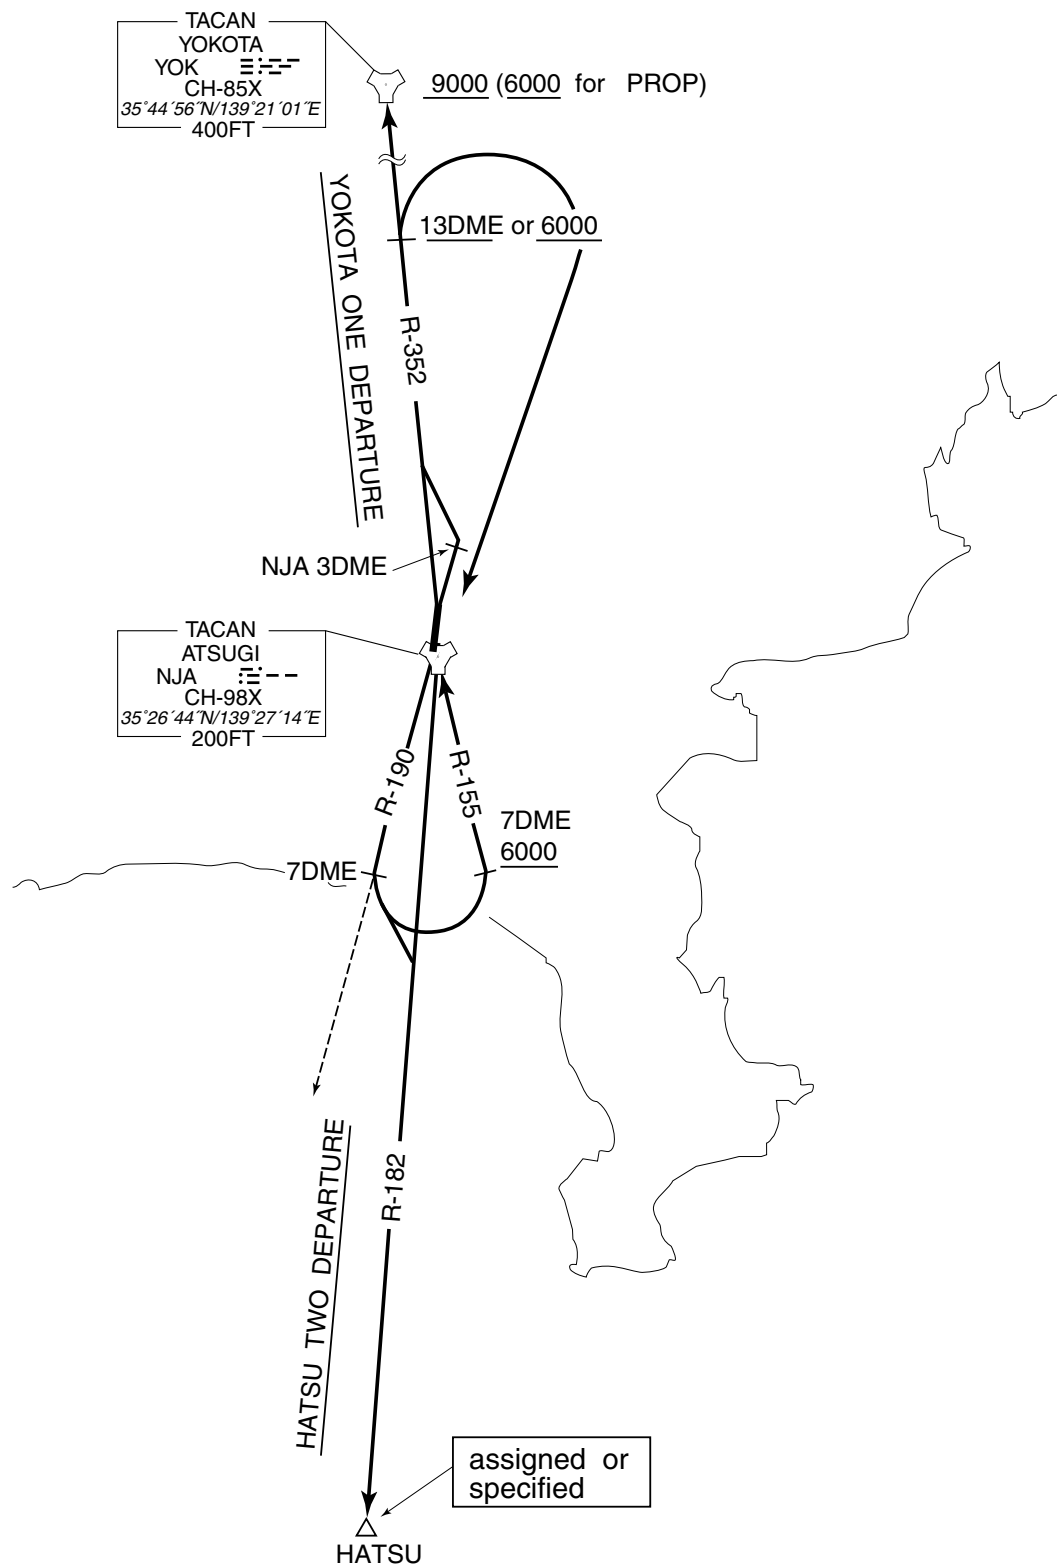 TACAN
YOKOTA
YOK
CH-85X
35°44´56˝N/139°21´01˝E
400FT
9000 (6000 for PROP)
YOKOTA ONE DEPARTURE
13DME or 6000
R-352
NJA 3DME
TACAN
ATSUGI
NJA
CH-98X
35°26´44˝N/139°27´14˝E
200FT
R-190
R-155
7DME
6000
7DME
HATSU TWO DEPARTURE
R-182
assigned or
specified
HATSU